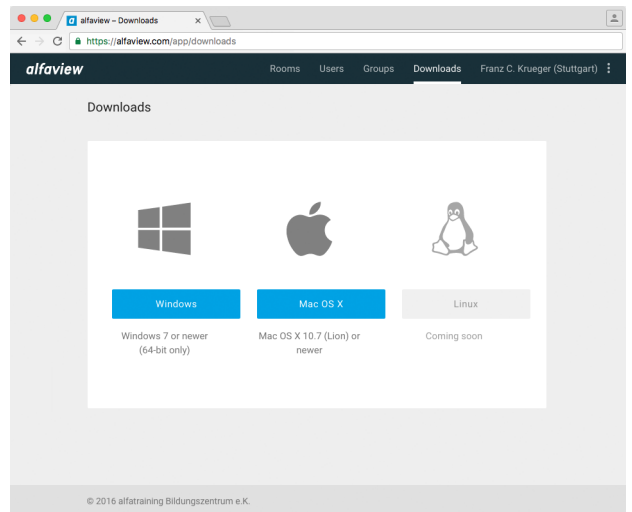 alfaview – Downloads
https://alfaview.com/app/downloads
alfaview Rooms Users Groups Downloads Franz C. Krueger (Stuttgart)
Downloads
Windows Mac OS X Linux
Windows 7 or newer Mac OS X 10.7 (Lion) or Coming soon
(64-bit only) newer
© 2016 alfatraining Bildungszentrum e.K.